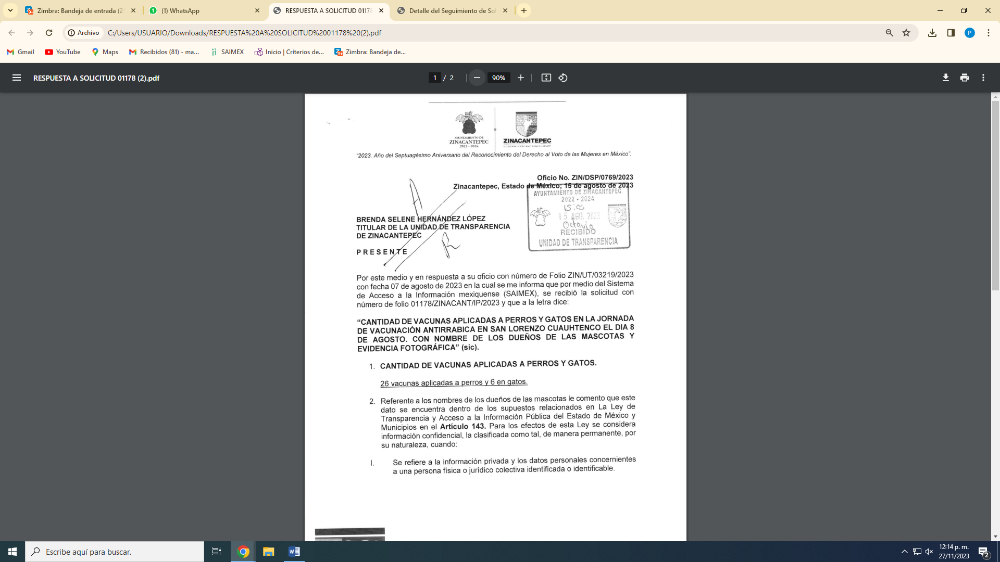 Zimbra: Bandeja de entrada (2
(1) WhatsApp
RESPUESTA A SOLICITUD 01178
Detalle del Seguimiento de Sol
Archivo
C:/Users/USUARIO/Downloads/RESPUESTA%20A%20SOLICITUD%2001178%20(2).pdf
P
Gmail
YouTube
Maps
Recibidos (81) - ma...
SAIMEX
Inicio | Criterios de...
Zimbra: Bandeja de...
RESPUESTA A SOLICITUD 01178 (2).pdf
1 / 2
90%
AYUNTAMIENTO DE
ZINACANTEPEC
2022 - 2024
ZINACANTEPEC
GOBIERNO CERCANO E INCLUYENTE
"2023. Año del Septuagésimo Aniversario del Reconocimiento del Derecho al Voto de las Mujeres en México".
Oficio No. ZIN/DSP/0769/2023
Zinacantepec, Estado de México; 15 de agosto de 2023
AYUNTAMIENTO DE ZINACANTEPEC
2022 - 2024
15:05
15 AGO. 2023
Octavio
RECIBIDO
UNIDAD DE TRANSPARENCIA
BRENDA SELENE HERNÁNDEZ LÓPEZ
TITULAR DE LA UNIDAD DE TRANSPARENCIA
DE ZINACANTEPEC
P R E S E N T E
Por este medio y en respuesta a su oficio con número de Folio ZIN/UT/03219/2023
con fecha 07 de agosto de 2023 en la cual se me informa que por medio del Sistema
de Acceso a la Información mexiquense (SAIMEX), se recibió la solicitud con
número de folio 01178/ZINACANT/IP/2023 y que a la letra dice:
“CANTIDAD DE VACUNAS APLICADAS A PERROS Y GATOS EN LA JORNADA
DE VACUNACIÓN ANTIRRABICA EN SAN LORENZO CUAUHTENCO EL DIA 8
DE AGOSTO. CON NOMBRE DE LOS DUEÑOS DE LAS MASCOTAS Y
EVIDENCIA FOTOGRÁFICA” (sic).
1. CANTIDAD DE VACUNAS APLICADAS A PERROS Y GATOS.
26 vacunas aplicadas a perros y 6 en gatos.
2. Referente a los nombres de los dueños de las mascotas le comento que este
dato se encuentra dentro de los supuestos relacionados en La Ley de
Transparencia y Acceso a la Información Pública del Estado de México y
Municipios en el Artículo 143. Para los efectos de esta Ley se considera
información confidencial, la clasificada como tal, de manera permanente, por
su naturaleza, cuando:
I. Se refiere a la información privada y los datos personales concernientes
a una persona física o jurídico colectiva identificada o identificable.
Escribe aquí para buscar.
12:14 p. m.
27/11/2023
2